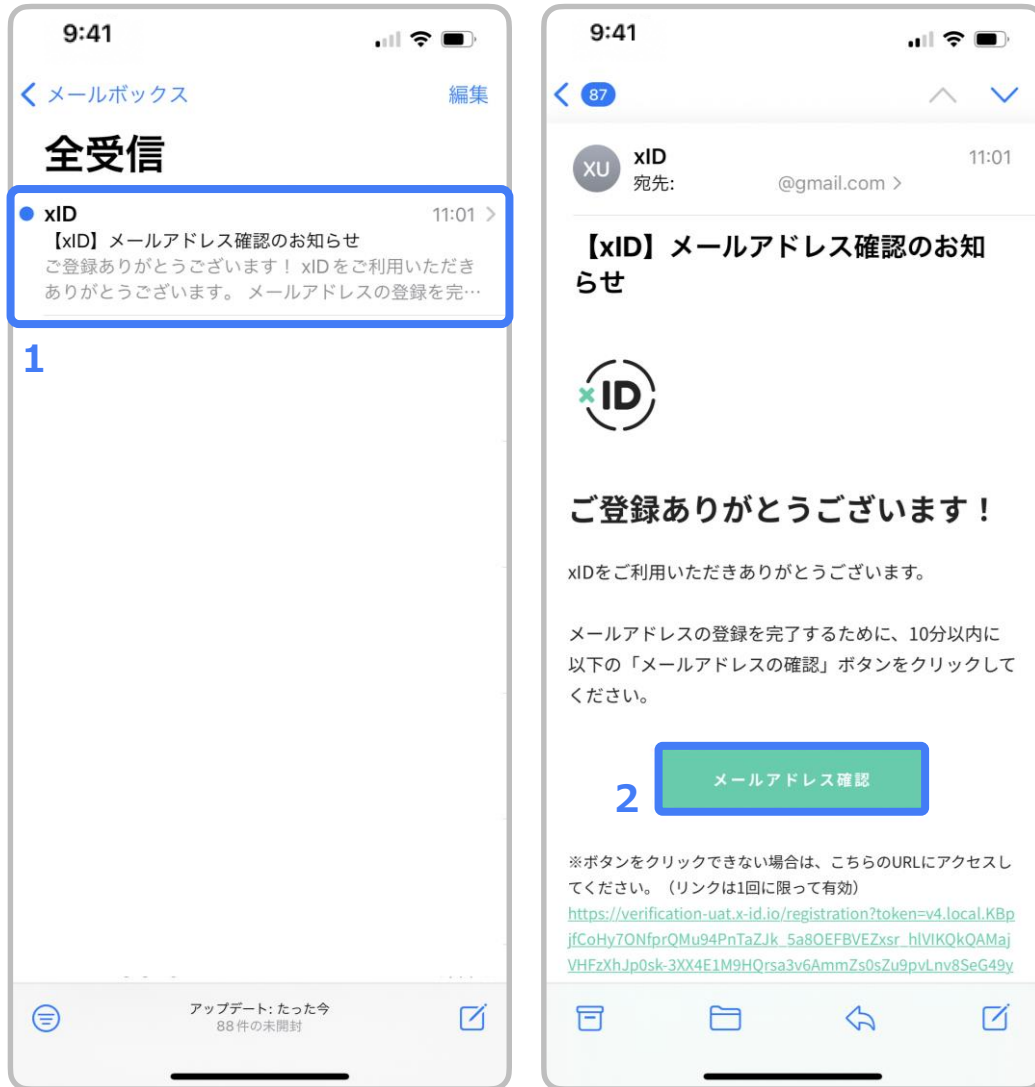 9:41
メールボックス
編集
全受信
xID
11:01
【xID】メールアドレス確認のお知らせ
ご登録ありがとうございます！ xIDをご利用いただき
ありがとうございます。 メールアドレスの登録を完…
1
アップデート: たった今
88件の未開封
9:41
87
XU
xID
11:01
宛先:
@gmail.com
【xID】メールアドレス確認のお知
らせ
xID
ご登録ありがとうございます！
xIDをご利用いただきありがとうございます。
メールアドレスの登録を完了するために、10分以内に
以下の「メールアドレスの確認」ボタンをクリックして
ください。
メールアドレス確認
2
※ボタンをクリックできない場合は、こちらのURLにアクセスし
てください。（リンクは1回に限って有効）
https://verification-uat.x-id.io/registration?token=v4.local.KBp
jfCoHy7ONfprQMu94PnTaZJk_5a8OEFBVEZxsr_hlVIKQkQAMaj
VHFzXhJp0sk-3XX4E1M9HQrsa3v6AmmZs0sZu9pvLnv8SeG49y